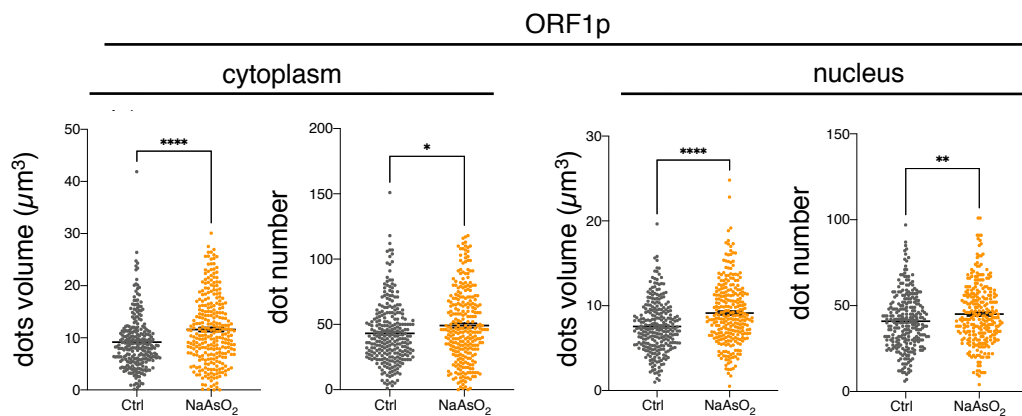 ORF1p
cytoplasm
nucleus
dots volume (µm³)
50
40
30
20
10
0
****
Ctrl
NaAsO₂
dot number
200
150
100
50
0
*
Ctrl
NaAsO₂
dots volume (µm³)
30
20
10
0
****
Ctrl
NaAsO₂
dot number
150
100
50
0
**
Ctrl
NaAsO₂